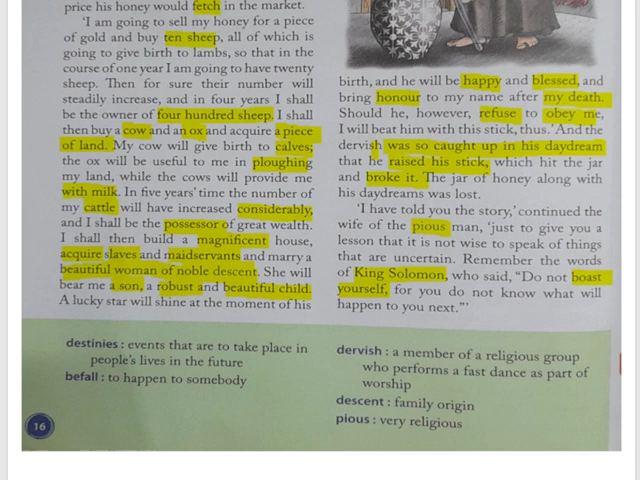 price his honey would fetch in the market.
'I am going to sell my honey for a piece
of gold and buy ten sheep, all of which is
going to give birth to lambs, so that in the
course of one year I am going to have twenty
sheep. Then for sure their number will
steadily increase, and in four years I shall
be the owner of four hundred sheep. I shall
then buy a cow and an ox and acquire a piece
of land. My cow will give birth to calves;
the ox will be useful to me in ploughing
my land, while the cows will provide me
with milk. In five years' time the number of
my cattle will have increased considerably,
and I shall be the possessor of great wealth.
I shall then build a magnificent house,
acquire slaves and maidservants and marry a
beautiful woman of noble descent. She will
bear me a son, a robust and beautiful child.
A lucky star will shine at the moment of his
birth, and he will be happy and blessed, and
bring honour to my name after my death.
Should he, however, refuse to obey me,
I will beat him with this stick, thus.' And the
dervish was so caught up in his daydream
that he raised his stick, which hit the jar
and broke it. The jar of honey along with
his daydreams was lost.
'I have told you the story,' continued the
wife of the pious man, 'just to give you a
lesson that it is not wise to speak of things
that are uncertain. Remember the words
of King Solomon, who said, "Do not boast
yourself, for you do not know what will
happen to you next."'
destinies : events that are to take place in
people's lives in the future
befall : to happen to somebody
dervish : a member of a religious group
who performs a fast dance as part of
worship
descent : family origin
pious : very religious
16